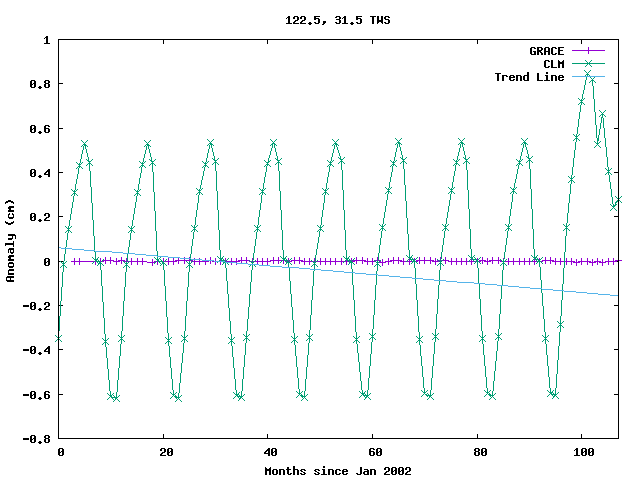 122.5, 31.5 TWS
GRACE
CLM
Trend Line
1
0.8
0.6
0.4
0.2
0
-0.2
-0.4
-0.6
-0.8
Anomaly (cm)
0 20 40 60 80 100
Months since Jan 2002